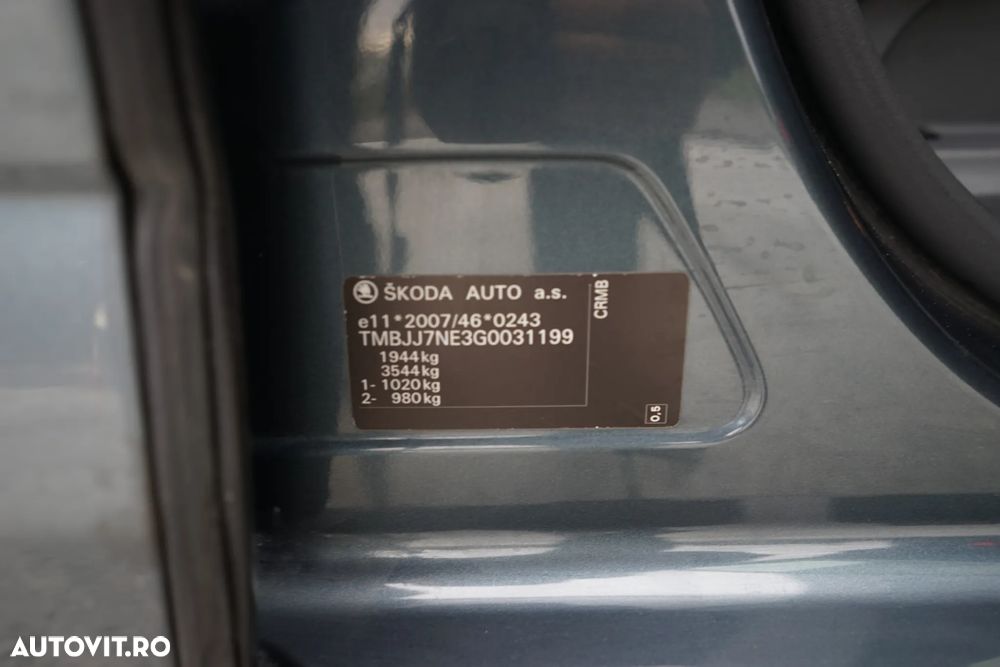 ŠKODA AUTO a.s.
e11*2007/46*0243
TMBJJ7NE3G0031199
1944kg
3544kg
1- 1020kg
2- 980kg
CRMB
0,5
AUTOVIT.RO